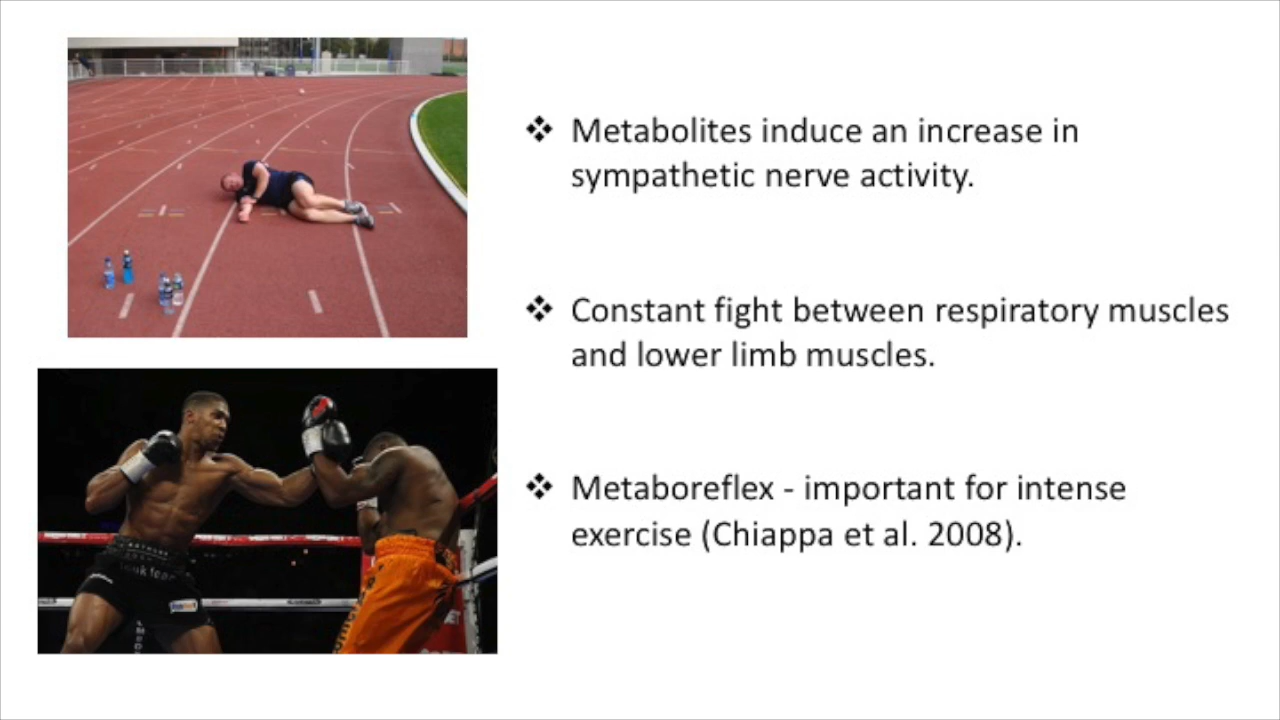 ❖ Metabolites induce an increase in
sympathetic nerve activity.
❖ Constant fight between respiratory muscles
and lower limb muscles.
❖ Metaboreflex - important for intense
exercise (Chiappa et al. 2008).